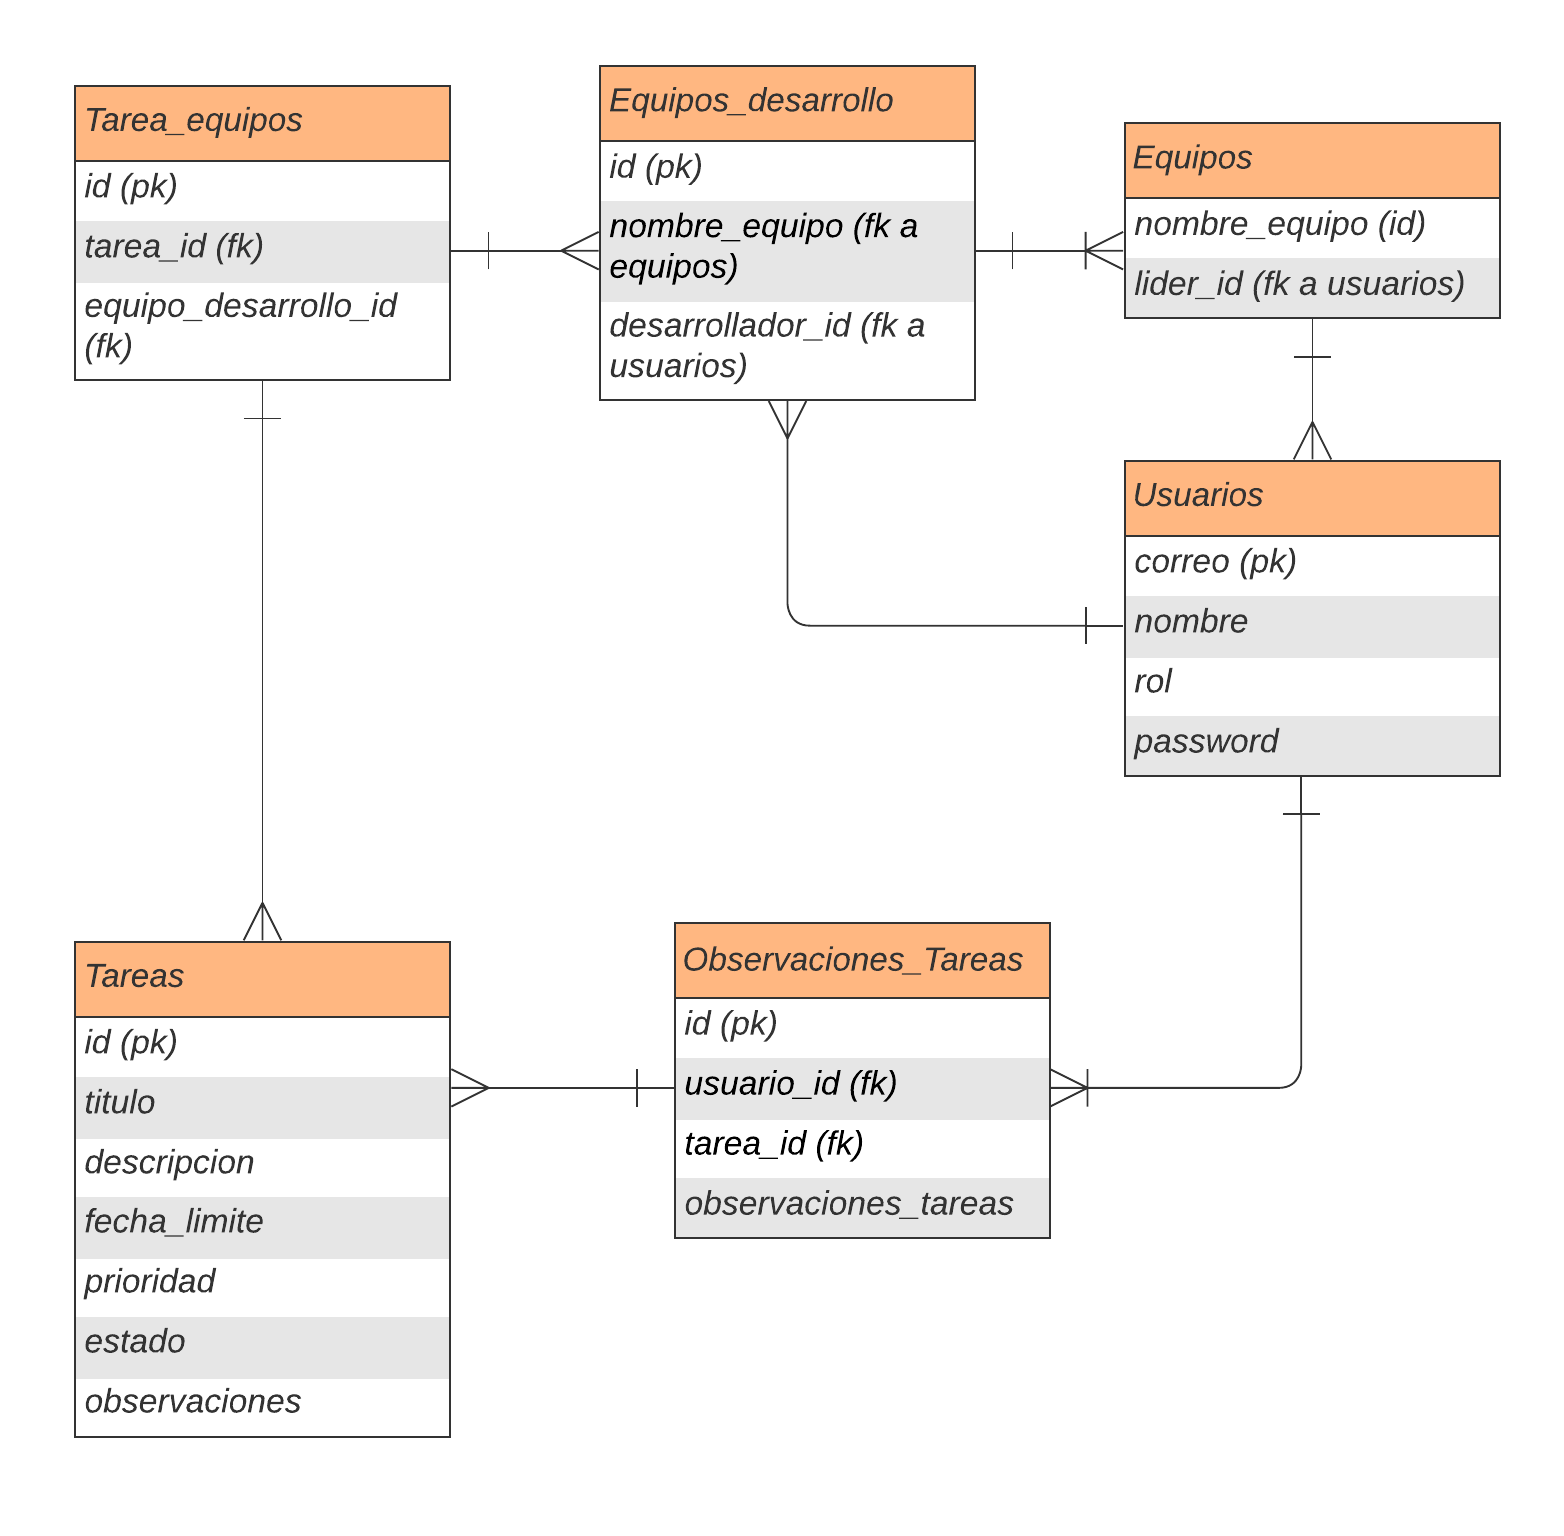 Tarea_equipos
id (pk)
tarea_id (fk)
equipo_desarrollo_id
(fk)
Equipos_desarrollo
id (pk)
nombre_equipo (fk a
equipos)
desarrollador_id (fk a
usuarios)
Equipos
nombre_equipo (id)
lider_id (fk a usuarios)
Usuarios
correo (pk)
nombre
rol
password
Tareas
id (pk)
titulo
descripcion
fecha_limite
prioridad
estado
observaciones
Observaciones_Tareas
id (pk)
usuario_id (fk)
tarea_id (fk)
observaciones_tareas